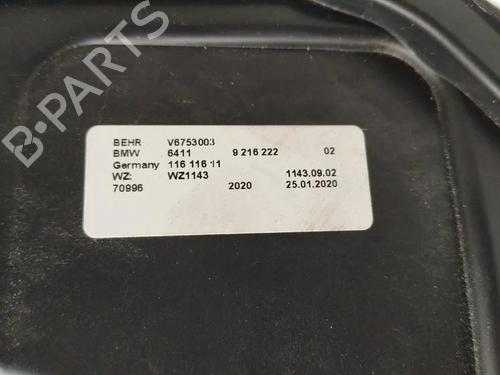 B-PARTS
BEHR V6753003
BMW 6411 9 216 222 02
Germany 116 116 11
WZ: WZ1143 1143.09.02
70996 2020 25.01.2020